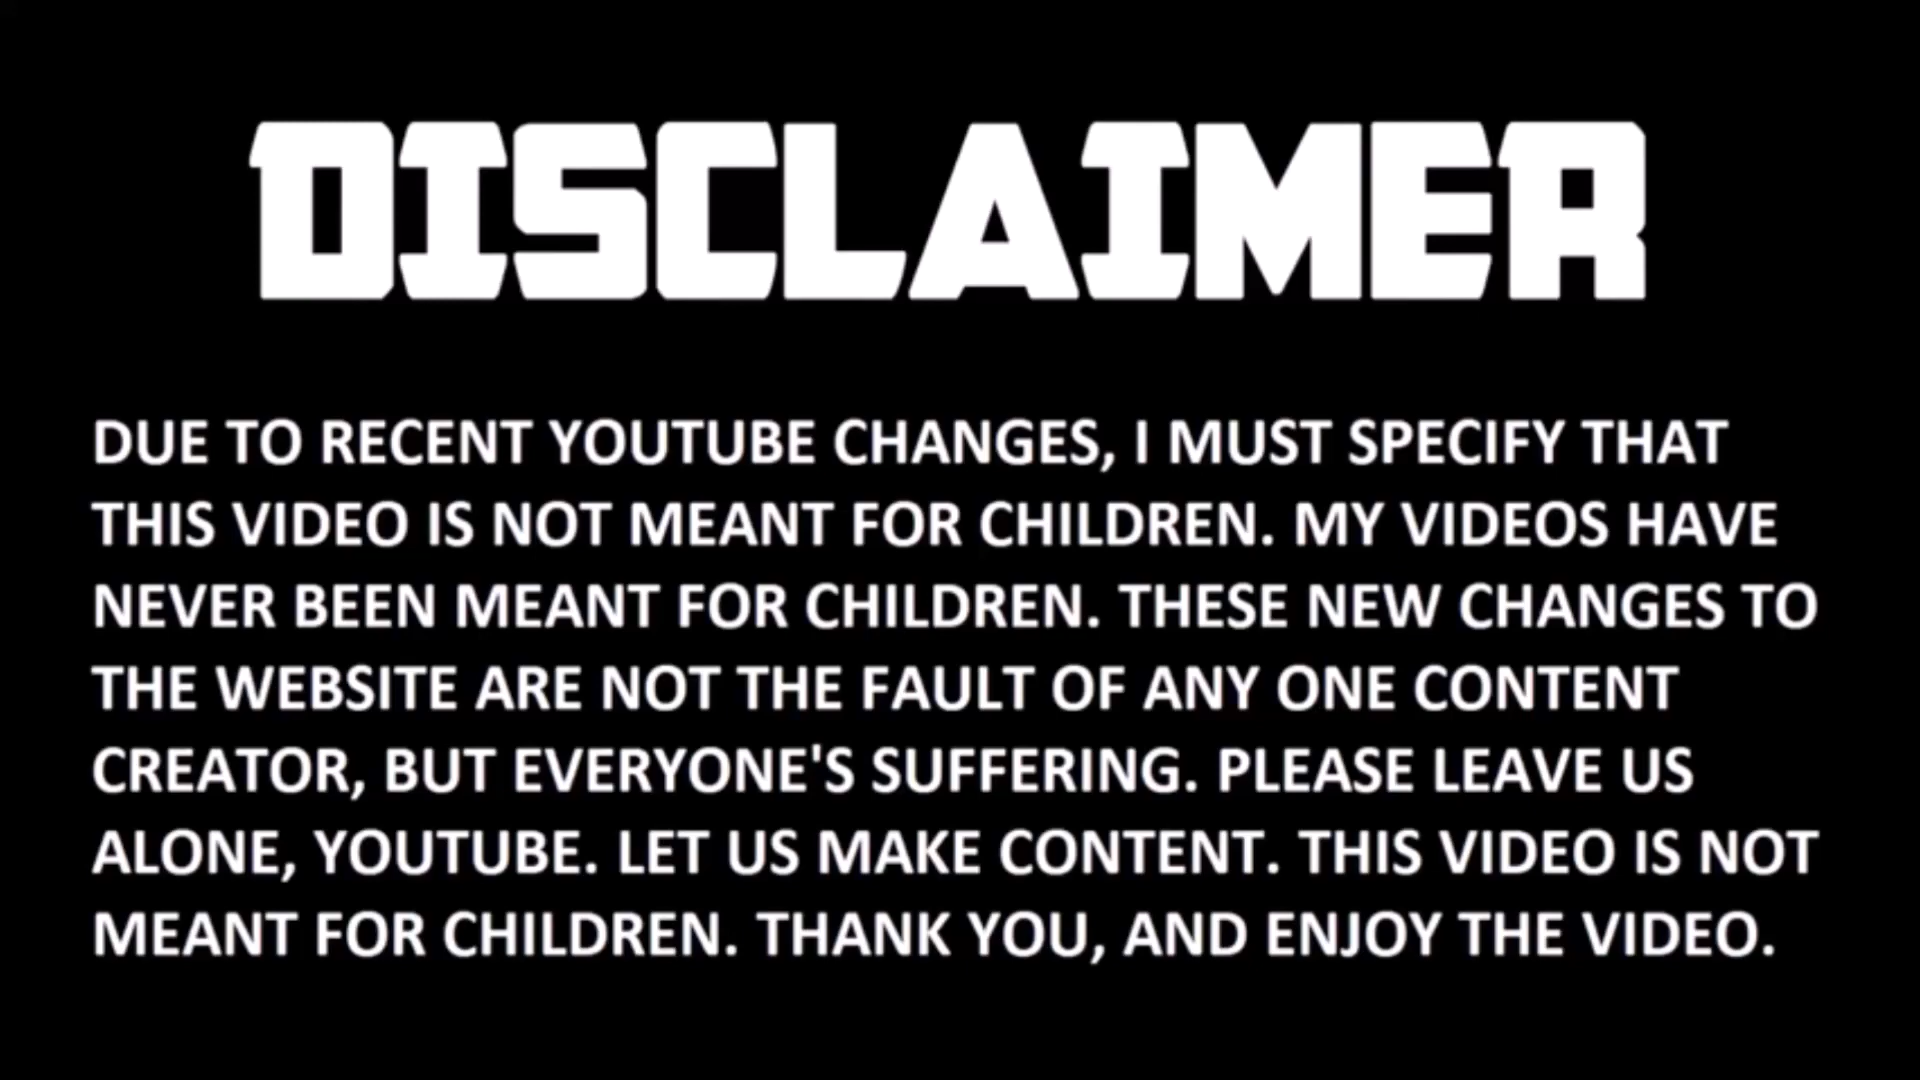 DISCLAIMER
DUE TO RECENT YOUTUBE CHANGES, I MUST SPECIFY THAT
THIS VIDEO IS NOT MEANT FOR CHILDREN. MY VIDEOS HAVE
NEVER BEEN MEANT FOR CHILDREN. THESE NEW CHANGES TO
THE WEBSITE ARE NOT THE FAULT OF ANY ONE CONTENT
CREATOR, BUT EVERYONE'S SUFFERING. PLEASE LEAVE US
ALONE, YOUTUBE. LET US MAKE CONTENT. THIS VIDEO IS NOT
MEANT FOR CHILDREN. THANK YOU, AND ENJOY THE VIDEO.